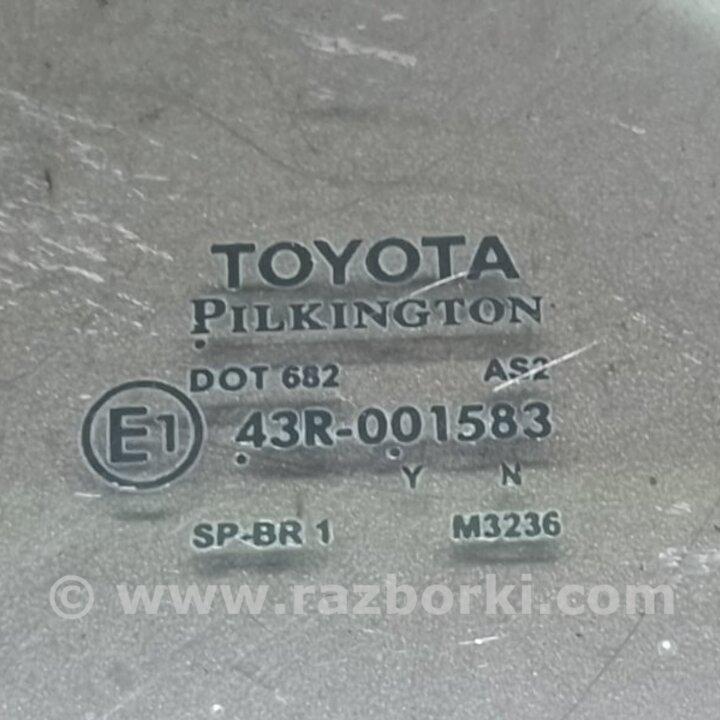 TOYOTA
PILKINGTON
DOT 682 AS2
E1 43R-001583
Y N
SP-BR 1 M3236
© www.razborki.com